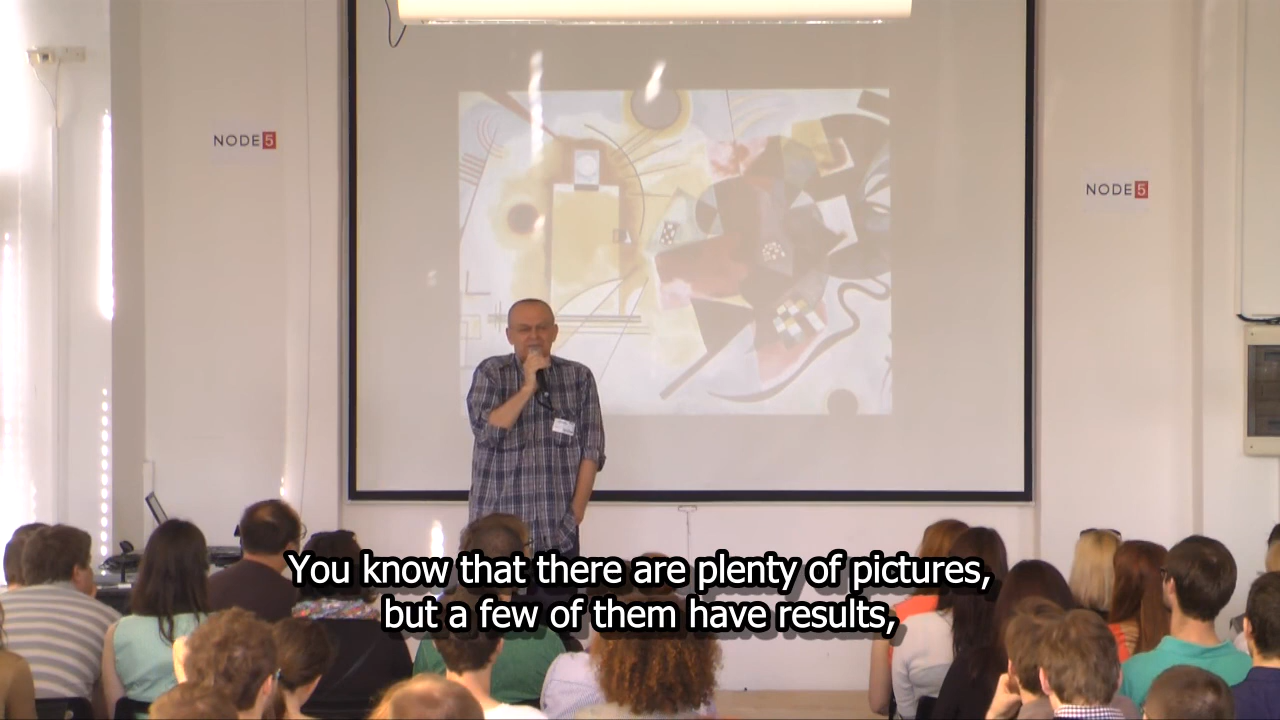 NODE5
NODE5
You know that there are plenty of pictures,
but a few of them have results,